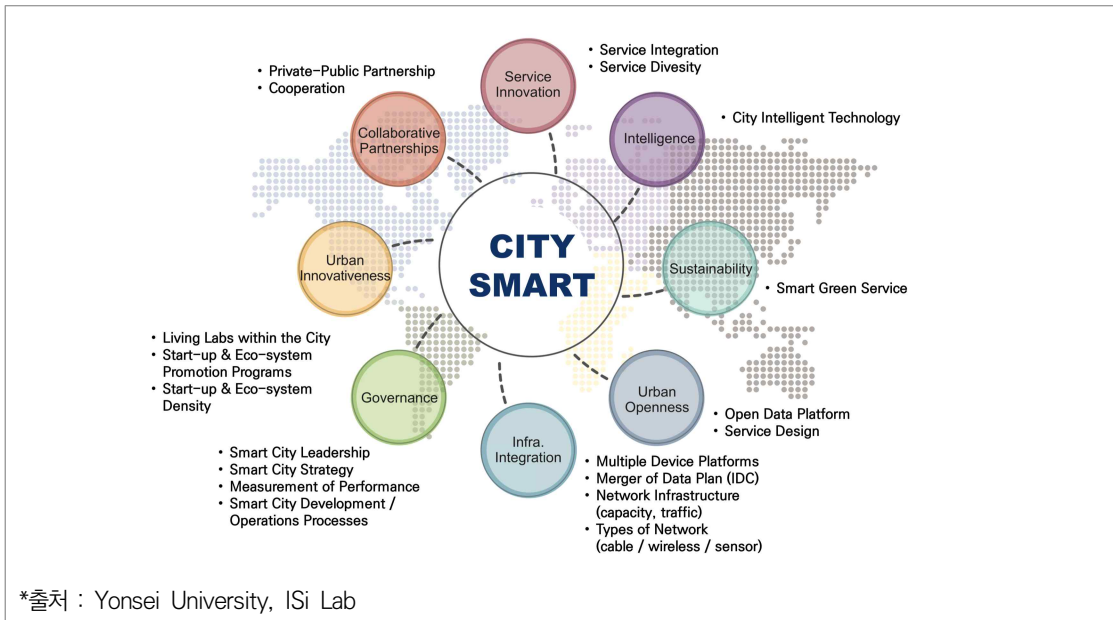 Service
Innovation
• Service Integration
• Service Divesity
• Private-Public Partnership
• Cooperation
Collaborative
Partnerships
Intelligence
• City Intelligent Technology
Urban
Innovativeness
CITY
SMART
Sustainability
• Smart Green Service
• Living Labs within the City
• Start-up & Eco-system
Promotion Programs
• Start-up & Eco-system
Density
Governance
Urban
Openness
• Open Data Platform
• Service Design
Infra.
Integration
• Smart City Leadership
• Smart City Strategy
• Measurement of Performance
• Smart City Development /
Operations Processes
• Multiple Device Platforms
• Merger of Data Plan (IDC)
• Network Infrastructure
(capacity, traffic)
• Types of Network
(cable / wireless / sensor)
*출처 : Yonsei University, ISi Lab